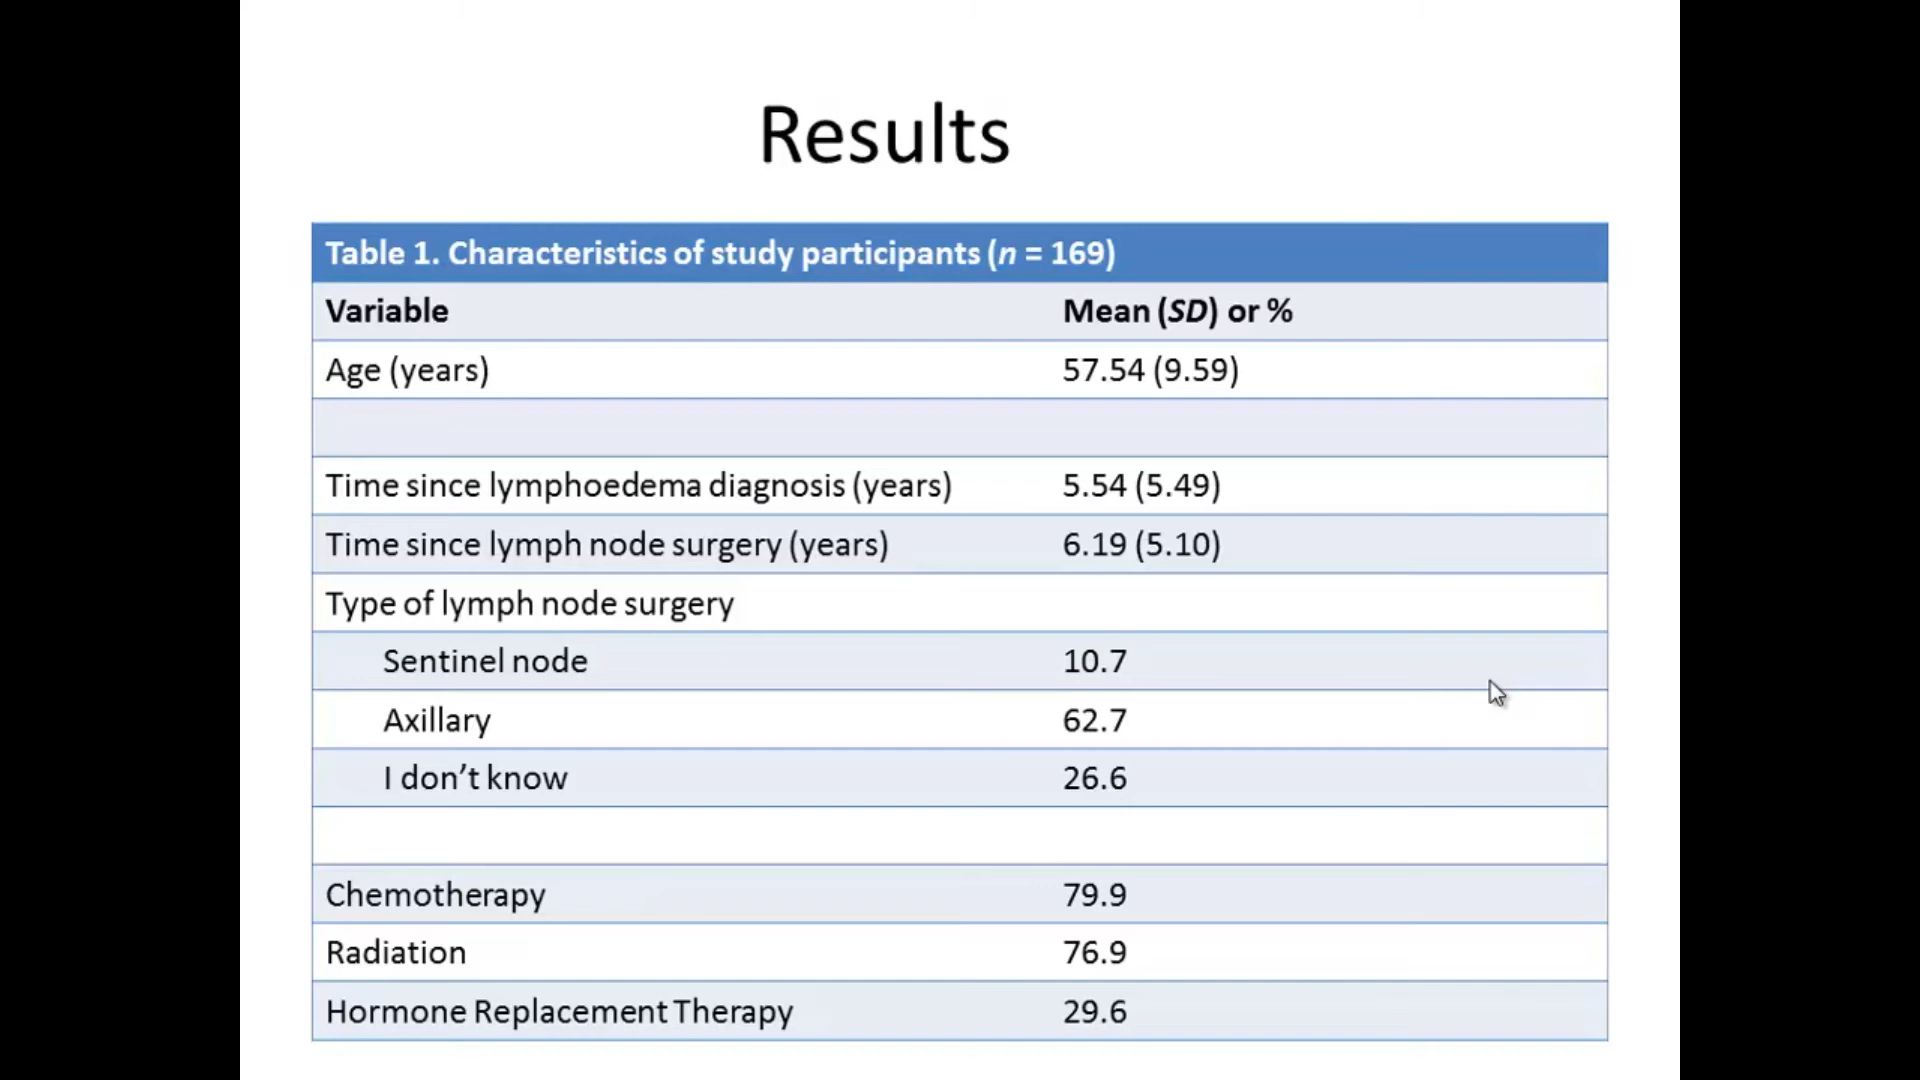 Results
Table 1. Characteristics of study participants (n = 169)
Variable Mean (SD) or %
Age (years) 57.54 (9.59)
Time since lymphoedema diagnosis (years) 5.54 (5.49)
Time since lymph node surgery (years) 6.19 (5.10)
Type of lymph node surgery
Sentinel node 10.7
Axillary 62.7
I don’t know 26.6
Chemotherapy 79.9
Radiation 76.9
Hormone Replacement Therapy 29.6